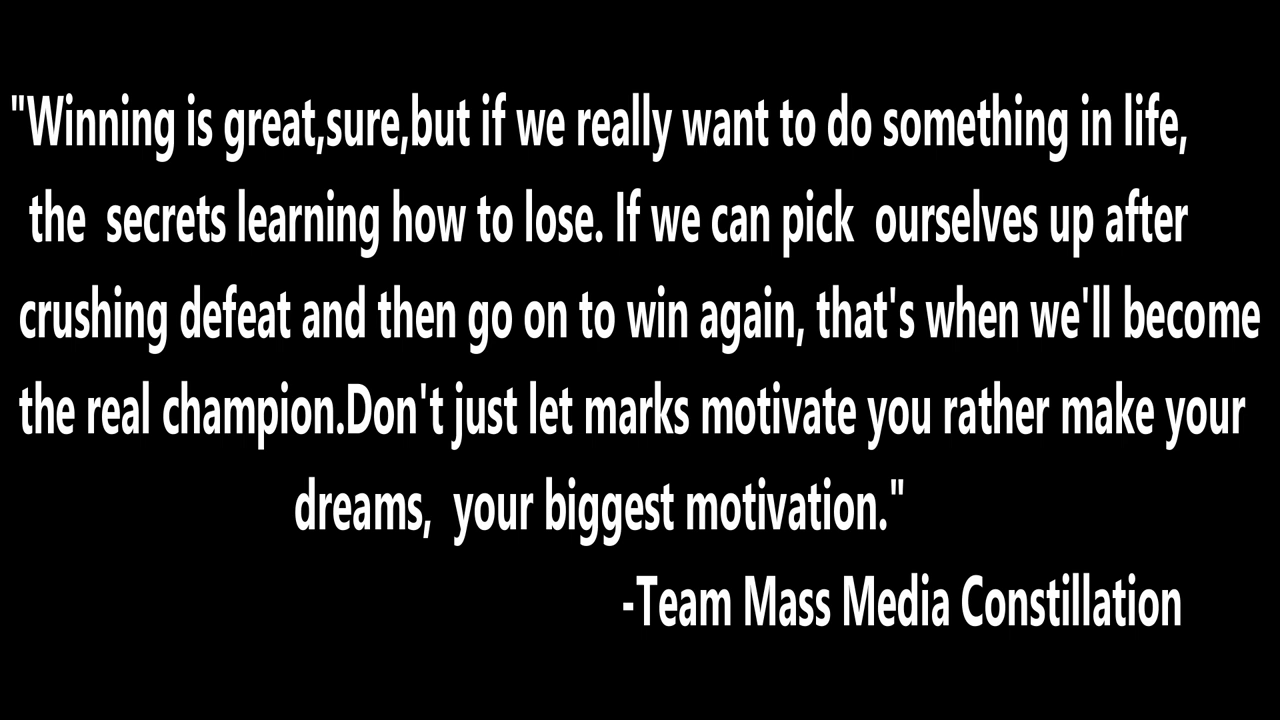 "Winning is great,sure,but if we really want to do something in life,
the secrets learning how to lose. If we can pick ourselves up after
crushing defeat and then go on to win again, that's when we'll become
the real champion.Don't just let marks motivate you rather make your
dreams, your biggest motivation."
-Team Mass Media Constillation